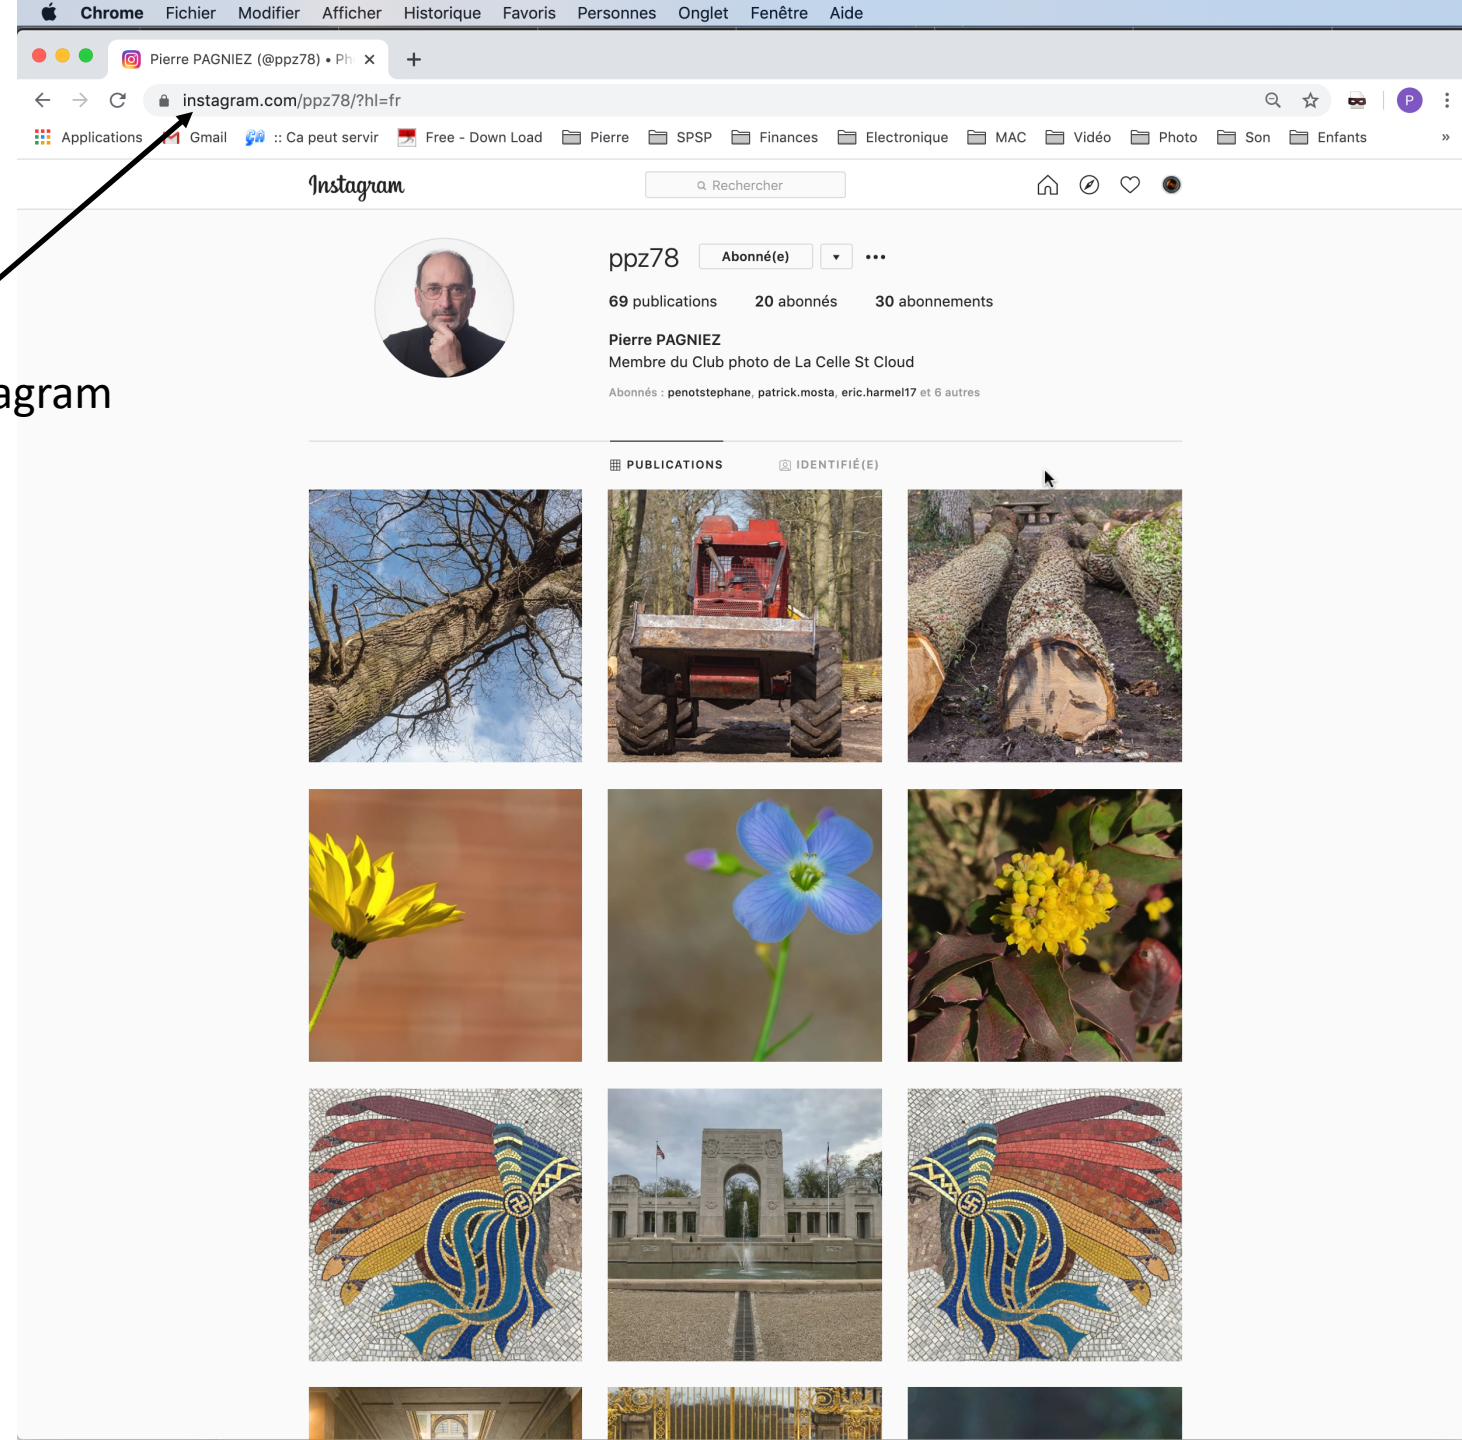 Chrome Fichier Modifier Afficher Historique Favoris Personnes Onglet Fenêtre Aide
Pierre PAGNIEZ (@ppz78) • Ph
instagram.com/ppz78/?hl=fr
P
Applications Gmail :: Ca peut servir Free - Down Load Pierre SPSP Finances Electronique MAC Vidéo Photo Son Enfants »
Instagram
Rechercher
ppz78 Abonné(e)
69 publications 20 abonnés 30 abonnements
Pierre PAGNIEZ
Membre du Club photo de La Celle St Cloud
Abonnés : penotstephane, patrick.mosta, eric.harmel17 et 6 autres
agram
PUBLICATIONS IDENTIFIÉ(E)